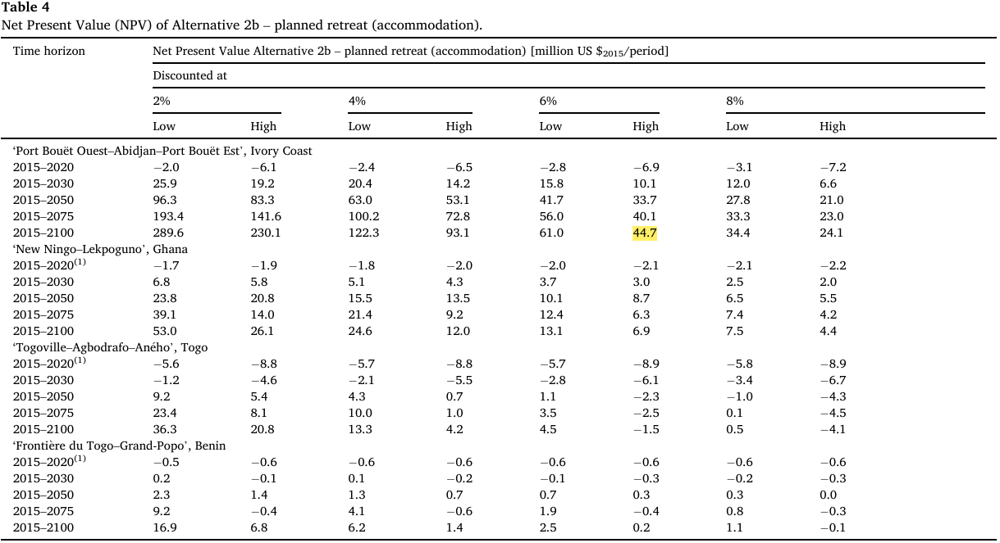 Table 4
Net Present Value (NPV) of Alternative 2b – planned retreat (accommodation).
Time horizon Net Present Value Alternative 2b – planned retreat (accommodation) [million US $2015/period]
Discounted at
2% 4% 6% 8%
Low High Low High Low High Low High
‘Port Bouët Ouest–Abidjan–Port Bouët Est’, Ivory Coast
2015–2020 −2.0 −6.1 −2.4 −6.5 −2.8 −6.9 −3.1 −7.2
2015–2030 25.9 19.2 20.4 14.2 15.8 10.1 12.0 6.6
2015–2050 96.3 83.3 63.0 53.1 41.7 33.7 27.8 21.0
2015–2075 193.4 141.6 100.2 72.8 56.0 40.1 33.3 23.0
2015–2100 289.6 230.1 122.3 93.1 61.0 44.7 34.4 24.1
‘New Ningo–Lekpoguno’, Ghana
2015–2020(1) −1.7 −1.9 −1.8 −2.0 −2.0 −2.1 −2.1 −2.2
2015–2030 6.8 5.8 5.1 4.3 3.7 3.0 2.5 2.0
2015–2050 23.8 20.8 15.5 13.5 10.1 8.7 6.5 5.5
2015–2075 39.1 14.0 21.4 9.2 12.4 6.3 7.4 4.2
2015–2100 53.0 26.1 24.6 12.0 13.1 6.9 7.5 4.4
‘Togoville–Agbodrafo–Aného’, Togo
2015–2020(1) −5.6 −8.8 −5.7 −8.8 −5.7 −8.9 −5.8 −8.9
2015–2030 −1.2 −4.6 −2.1 −5.5 −2.8 −6.1 −3.4 −6.7
2015–2050 9.2 5.4 4.3 0.7 1.1 −2.3 −1.0 −4.3
2015–2075 23.4 8.1 10.0 1.0 3.5 −2.5 0.1 −4.5
2015–2100 36.3 20.8 13.3 4.2 4.5 −1.5 0.5 −4.1
‘Frontière du Togo–Grand-Popo’, Benin
2015–2020(1) −0.5 −0.6 −0.6 −0.6 −0.6 −0.6 −0.6 −0.6
2015–2030 0.2 −0.1 0.1 −0.2 −0.1 −0.3 −0.2 −0.3
2015–2050 2.3 1.4 1.3 0.7 0.7 0.3 0.3 0.0
2015–2075 9.2 −0.4 4.1 −0.6 1.9 −0.4 0.8 −0.3
2015–2100 16.9 6.8 6.2 1.4 2.5 0.2 1.1 −0.1